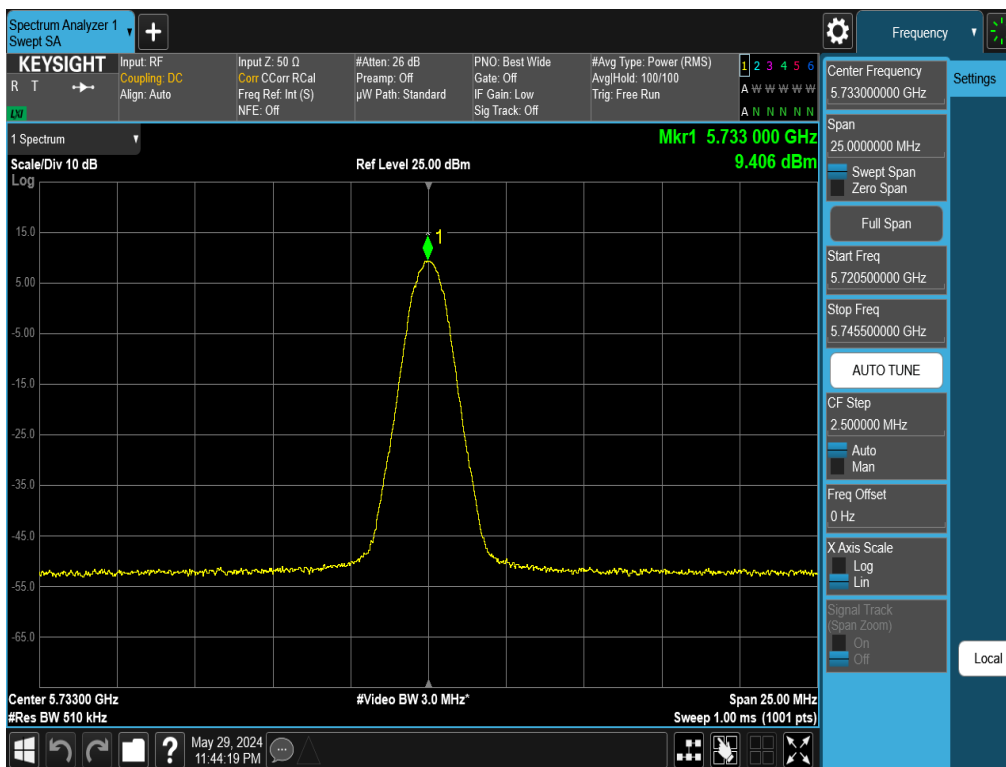 Spectrum Analyzer 1
Swept SA
Frequency
KEYSIGHT
R T
LXI
Input: RF
Coupling: DC
Align: Auto
Input Z: 50 Ω
Corr CCorr RCal
Freq Ref: Int (S)
NFE: Off
#Atten: 26 dB
Preamp: Off
µW Path: Standard
PNO: Best Wide
Gate: Off
IF Gain: Low
Sig Track: Off
#Avg Type: Power (RMS)
Avg|Hold: 100/100
Trig: Free Run
1 2 3 4 5 6
A W W W W W
A N N N N N
1 Spectrum
Mkr1 5.733 000 GHz
9.406 dBm
Scale/Div 10 dB
Ref Level 25.00 dBm
Log
15.0
5.00
-5.00
-15.0
-25.0
-35.0
-45.0
-55.0
-65.0
1
Center 5.73300 GHz
#Video BW 3.0 MHz*
Span 25.00 MHz
#Res BW 510 kHz
Sweep 1.00 ms (1001 pts)
Center Frequency
5.733000000 GHz
Settings
Span
25.0000000 MHz
Swept Span
Zero Span
Full Span
Start Freq
5.720500000 GHz
Stop Freq
5.745500000 GHz
AUTO TUNE
CF Step
2.500000 MHz
Auto
Man
Freq Offset
0 Hz
X Axis Scale
Log
Lin
Signal Track
(Span Zoom)
On
Off
Local
?
May 29, 2024
11:44:19 PM